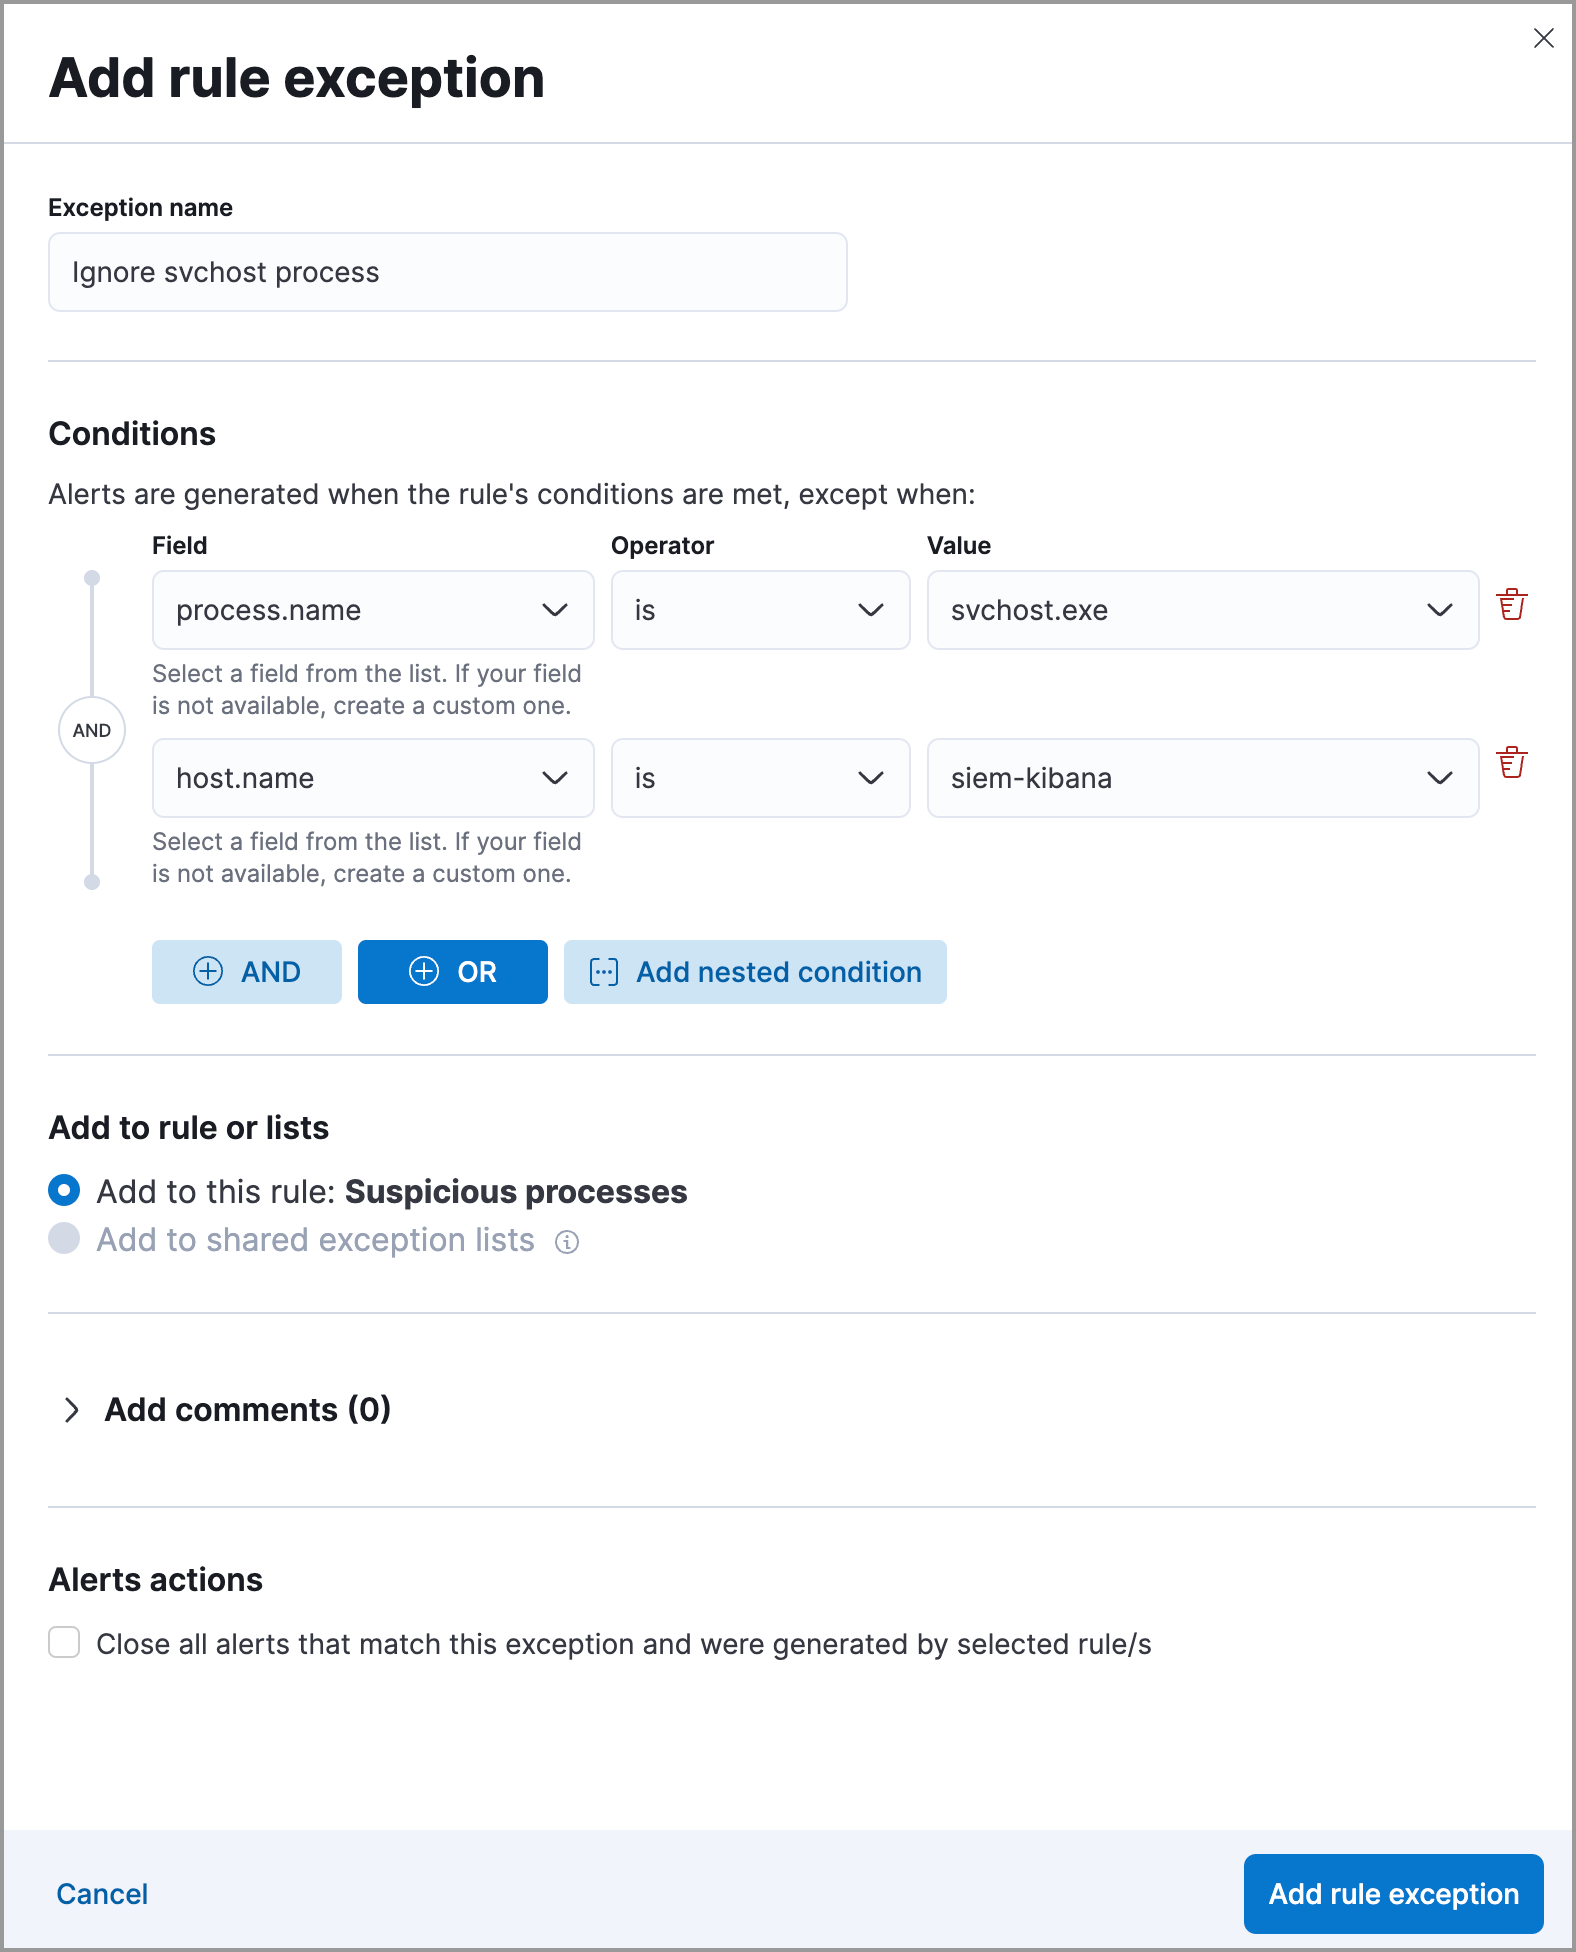 Add rule exception
Exception name
Ignore svchost process
Conditions
Alerts are generated when the rule's conditions are met, except when:
Field Operator Value
process.name is svchost.exe
Select a field from the list. If your field
is not available, create a custom one.
AND
host.name is siem-kibana
Select a field from the list. If your field
is not available, create a custom one.
AND OR Add nested condition
Add to rule or lists
Add to this rule: Suspicious processes
Add to shared exception lists
Add comments (0)
Alerts actions
Close all alerts that match this exception and were generated by selected rule/s
Cancel Add rule exception